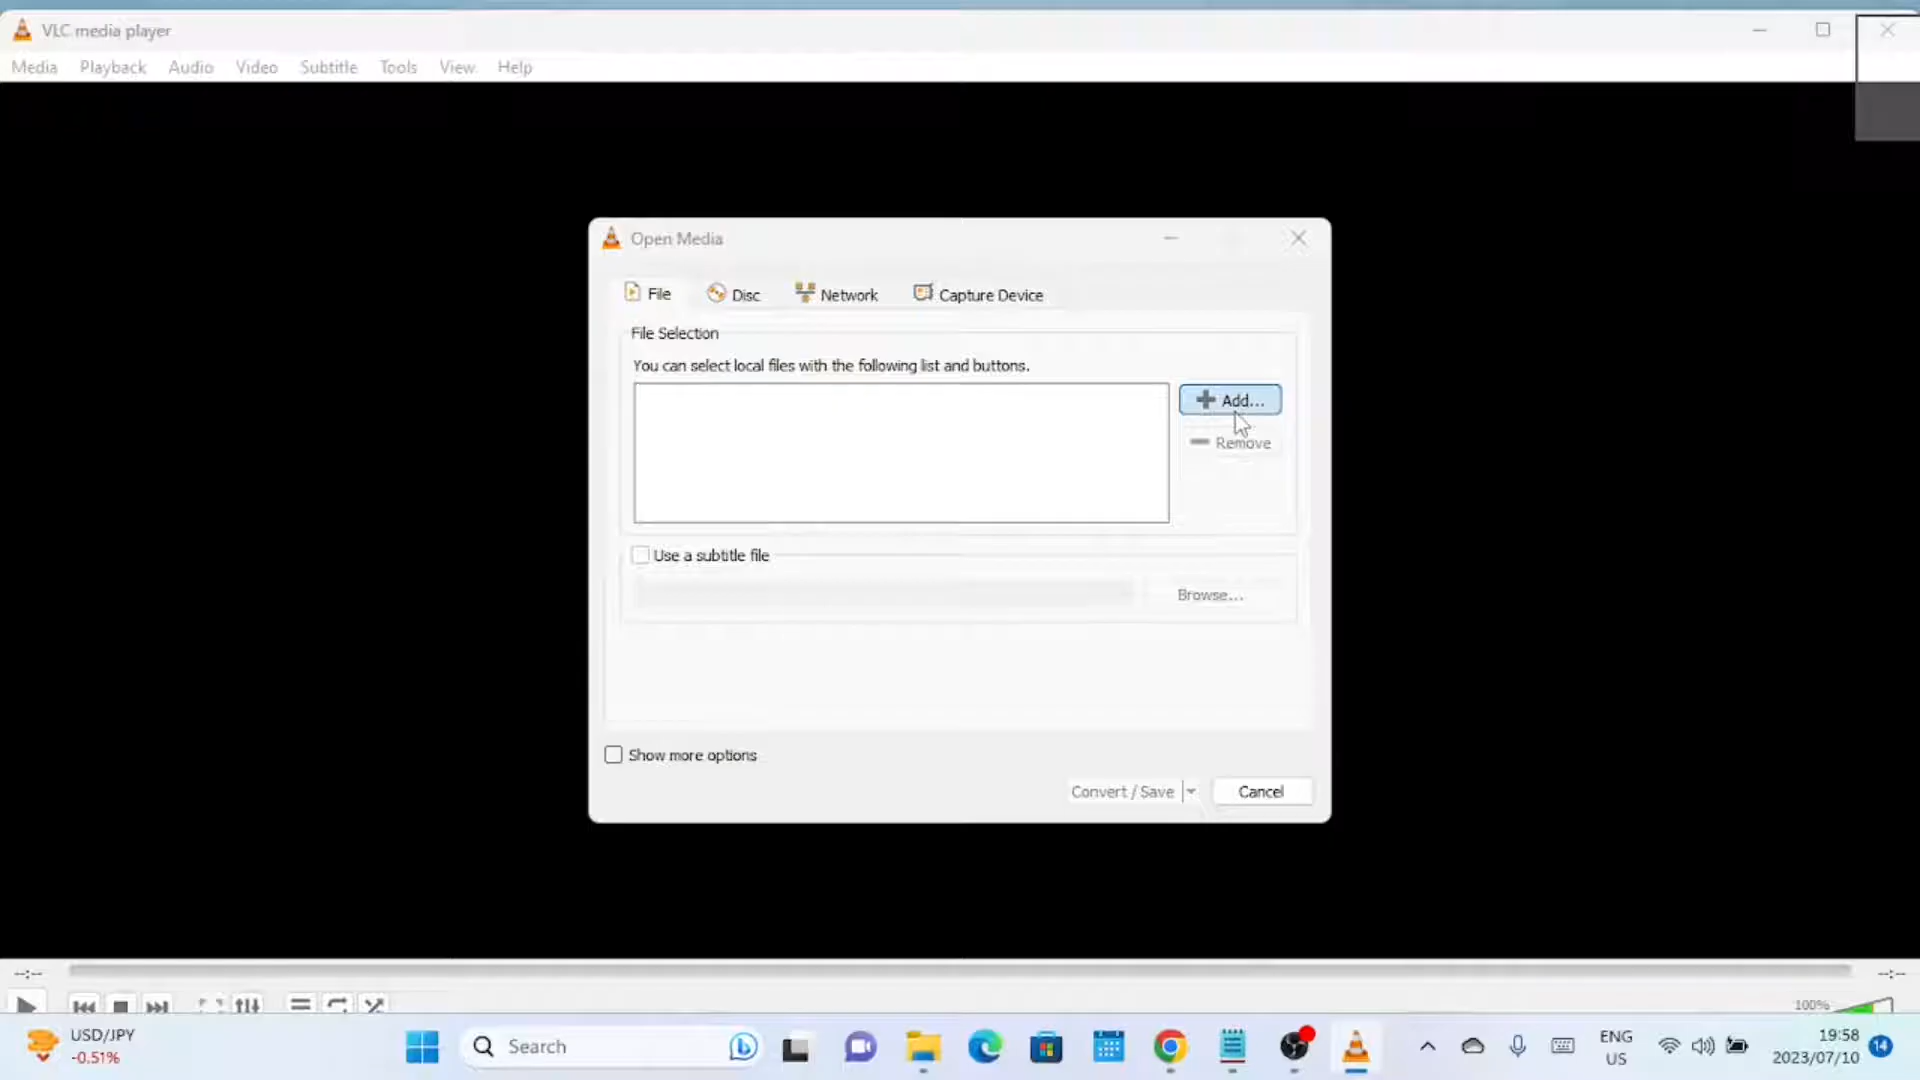 VLC media player
Media Playback Audio Video Subtitle Tools View Help
Open Media
File Disc Network Capture Device
File Selection
You can select local files with the following list and buttons.
Add...
Remove
Use a subtitle file
Browse...
Show more options
Convert / Save
Cancel
--:-- --:--
100%
USD/JPY
-0.51%
Search
ENG
US
19:58
2023/07/10
14